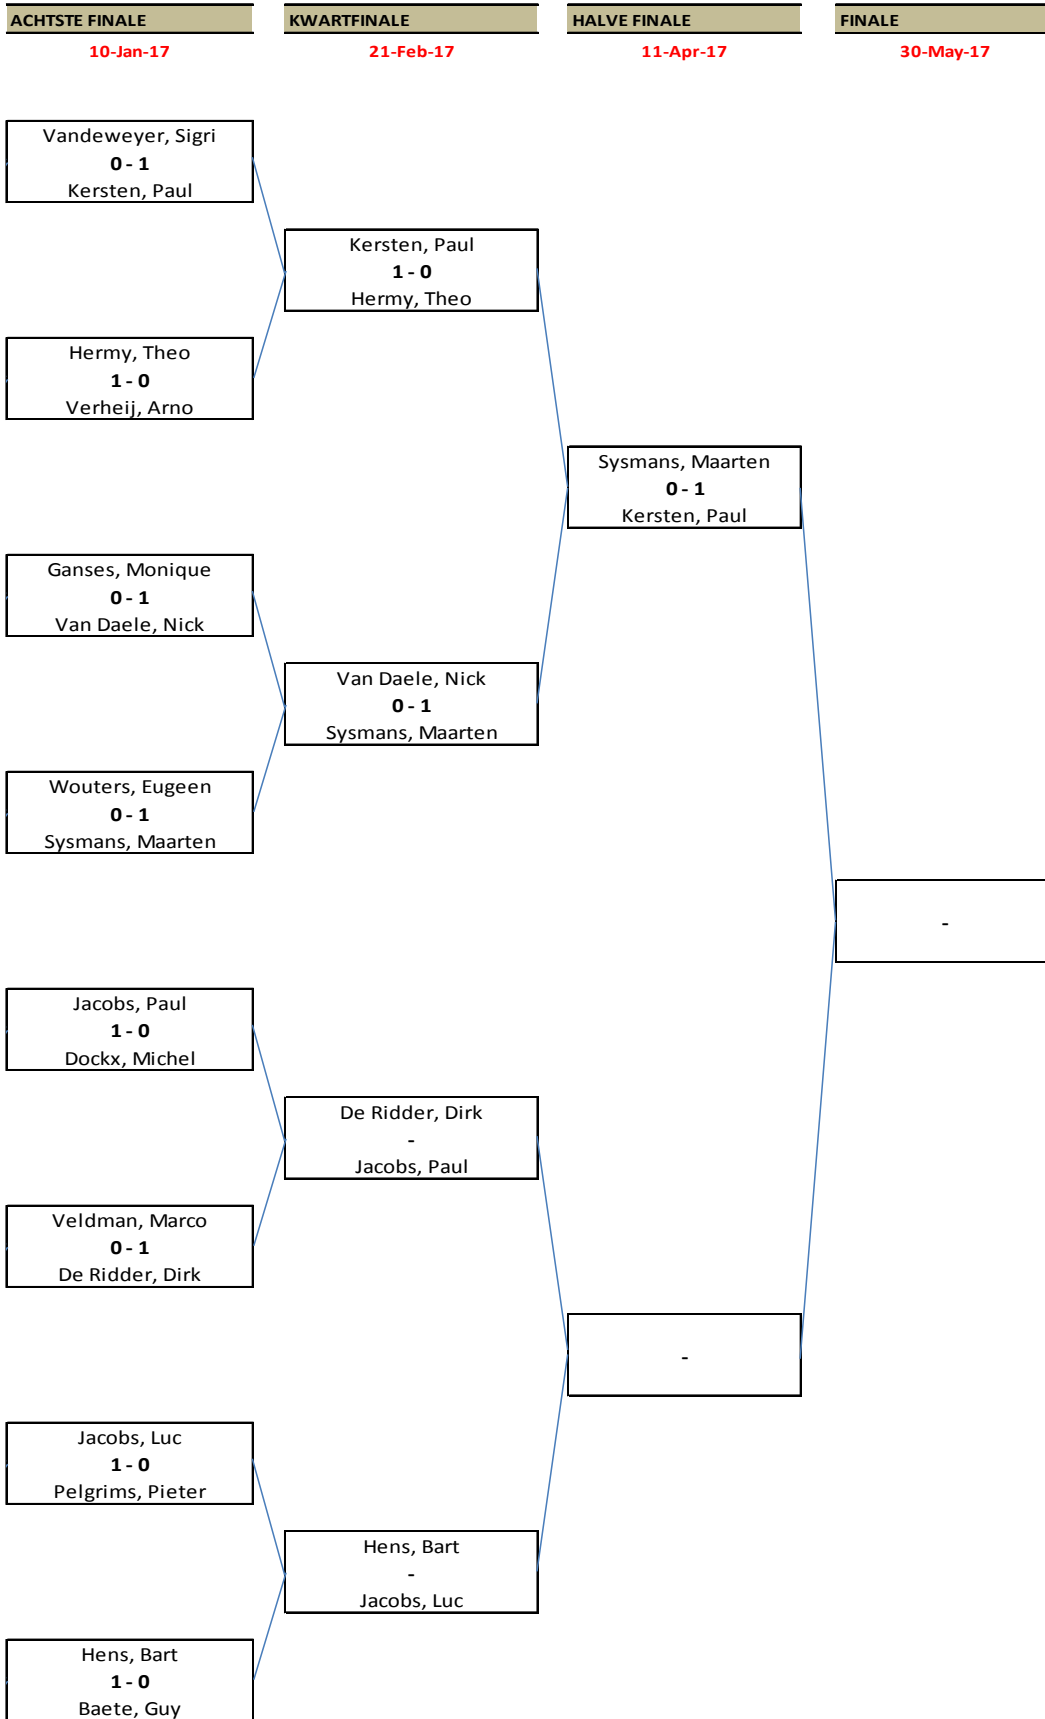 ACHTSTE FINALE
10-Jan-17
Vandeweyer, Sigri
0 - 1
Kersten, Paul
Hermy, Theo
1 - 0
Verheij, Arno
Ganses, Monique
0 - 1
Van Daele, Nick
Wouters, Eugeen
0 - 1
Sysmans, Maarten
Jacobs, Paul
1 - 0
Dockx, Michel
Veldman, Marco
0 - 1
De Ridder, Dirk
Jacobs, Luc
1 - 0
Pelgrims, Pieter
Hens, Bart
1 - 0
Baete, Guy
KWARTFINALE
21-Feb-17
Kersten, Paul
1 - 0
Hermy, Theo
Van Daele, Nick
0 - 1
Sysmans, Maarten
De Ridder, Dirk
-
Jacobs, Paul
Hens, Bart
-
Jacobs, Luc
HALVE FINALE
11-Apr-17
Sysmans, Maarten
0 - 1
Kersten, Paul
-
FINALE
30-May-17
-